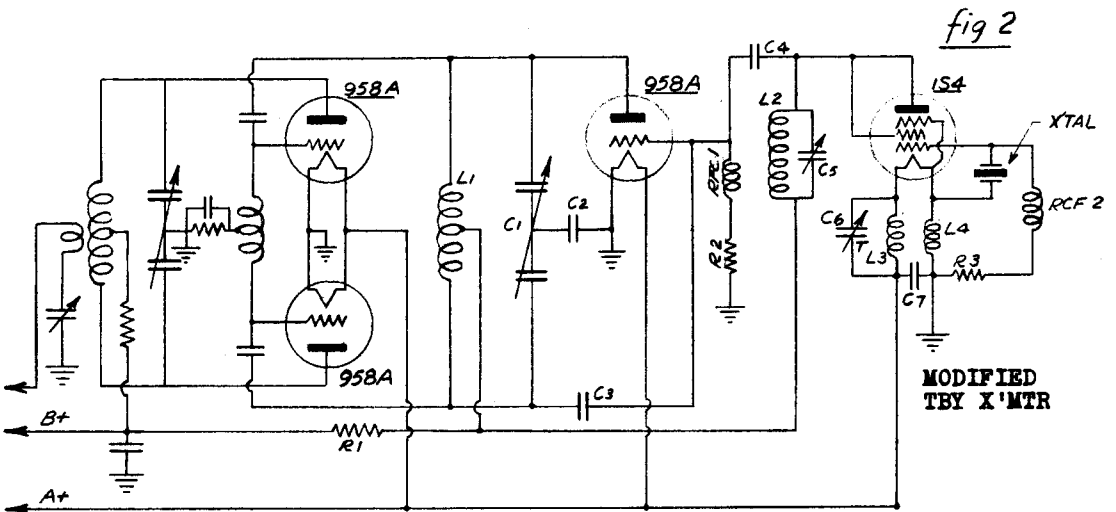 fig 2
958A
958A
C4
1S4
L2
XTAL
C5
RFC1
L1
C1
C2
RCF 2
C6
T
L3
L4
R2
R3
C7
958A
C3
MODIFIED
TBY X'MTR
B+
R1
A+